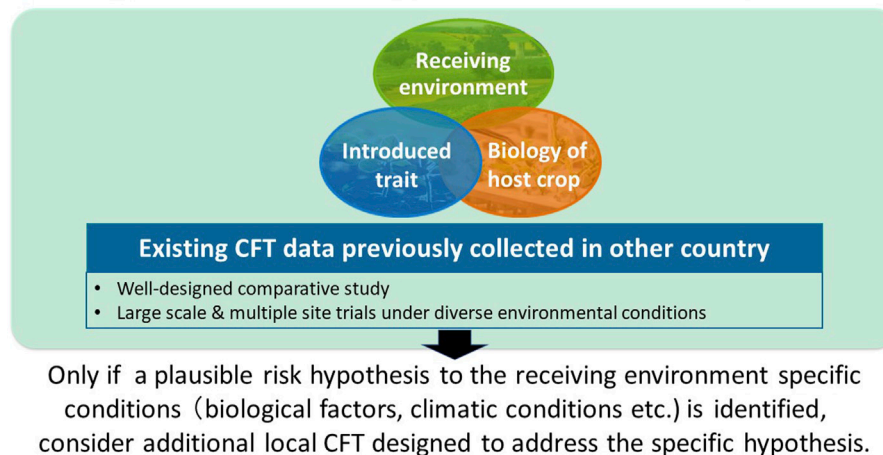 Receiving
environment
Introduced
trait
Biology of
host crop
Existing CFT data previously collected in other country
• Well-designed comparative study
• Large scale & multiple site trials under diverse environmental conditions
Only if a plausible risk hypothesis to the receiving environment specific
conditions（biological factors, climatic conditions etc.) is identified,
consider additional local CFT designed to address the specific hypothesis.